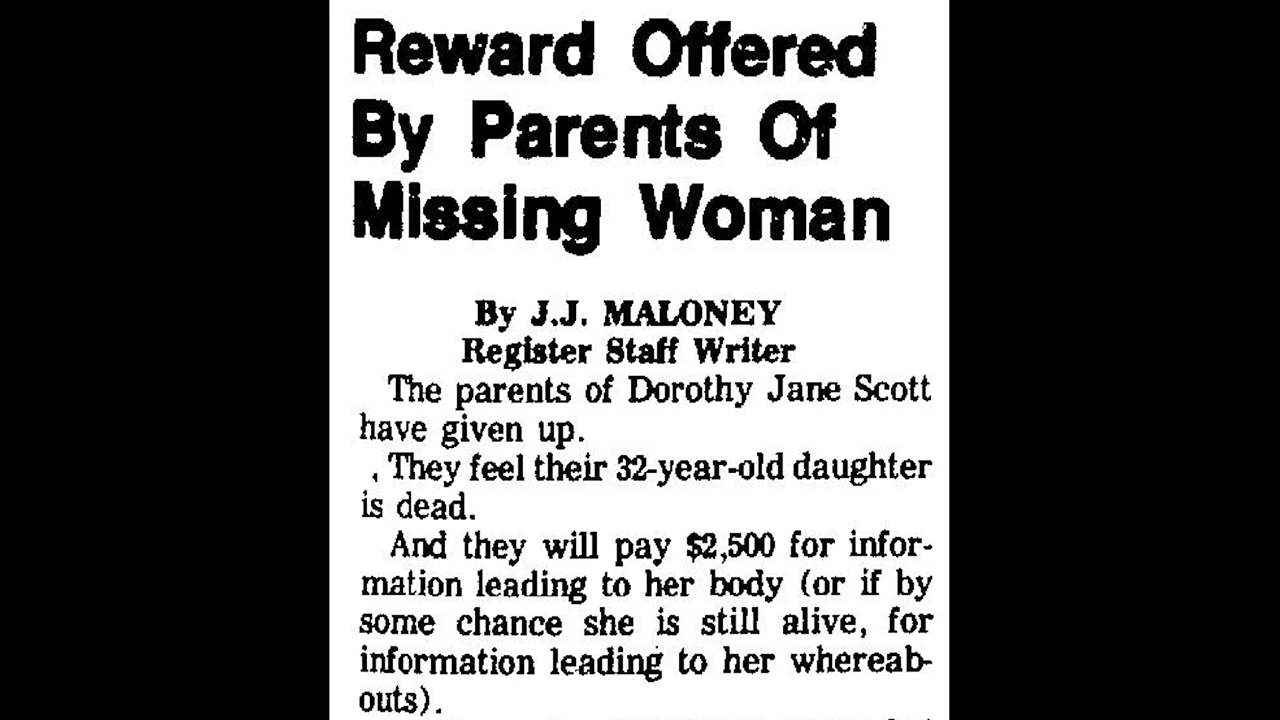 Reward Offered
By Parents Of
Missing Woman
By J.J. MALONEY
Register Staff Writer
The parents of Dorothy Jane Scott
have given up.
They feel their 32-year-old daughter
is dead.
And they will pay $2,500 for infor-
mation leading to her body (or if by
some chance she is still alive, for
information leading to her whereab-
outs).